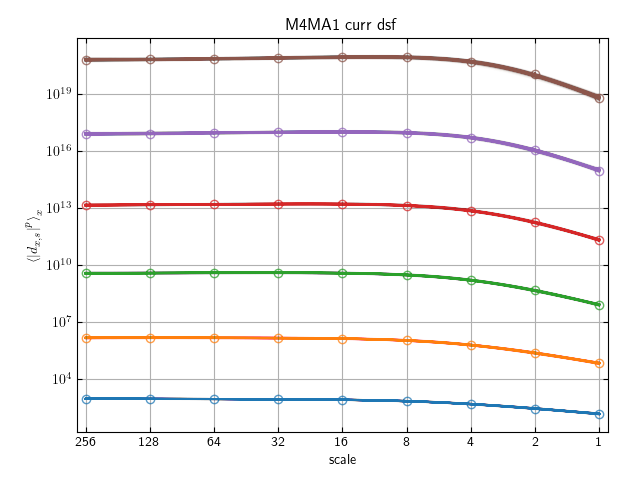 M4MA1 curr dsf
⟨|d_{x,s}|^p⟩_x
10^{19}
10^{16}
10^{13}
10^{10}
10^7
10^4
256 128 64 32 16 8 4 2 1
scale